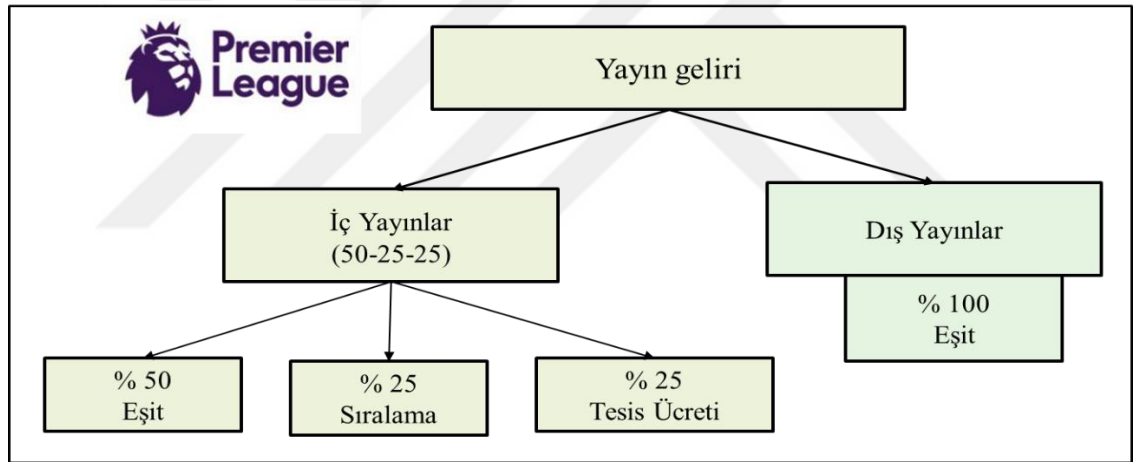 Premier
League
Yayın geliri
İç Yayınlar
(50-25-25)
Dış Yayınlar
% 100
Eşit
% 50
Eşit
% 25
Sıralama
% 25
Tesis Ücreti